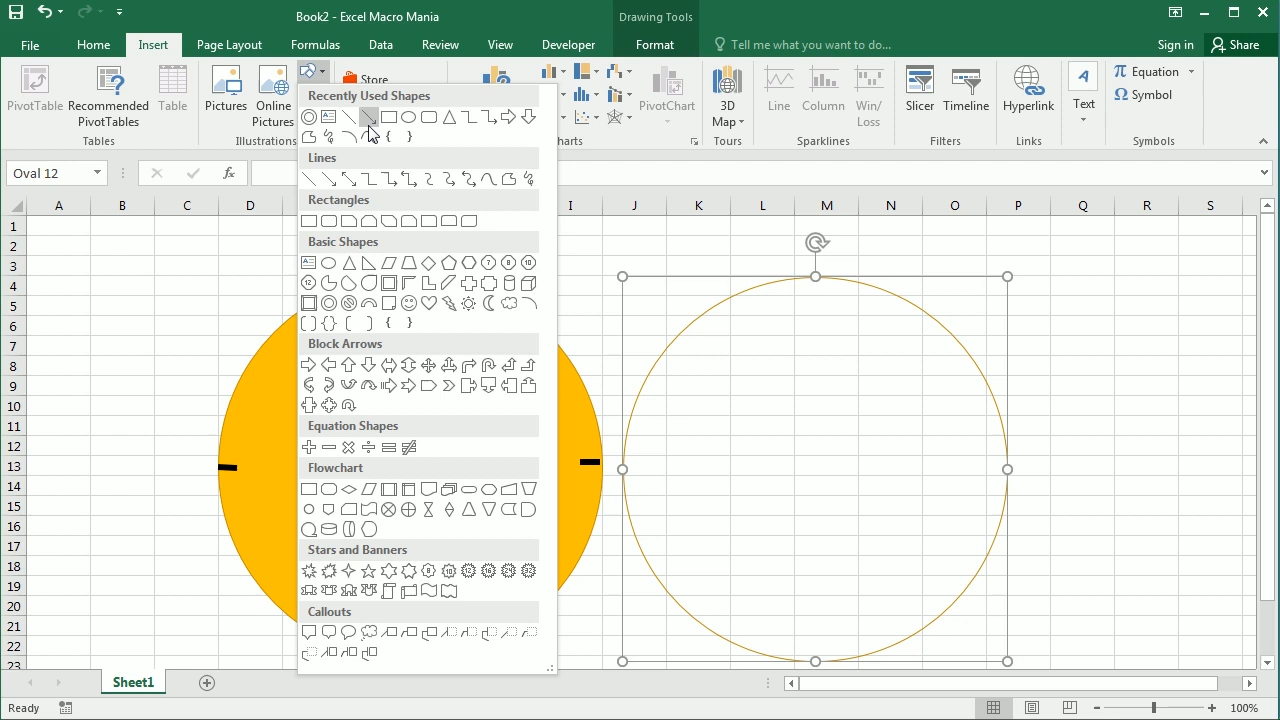 Book2 - Excel Macro Mania
Drawing Tools
File
Home
Insert
Page Layout
Formulas
Data
Review
View
Developer
Format
Tell me what you want to do...
Sign in
Share
PivotTable
Recommended
PivotTables
Table
Pictures
Online
Pictures
Store
PivotChart
3D
Map
Line
Column
Win/
Loss
Slicer
Timeline
Hyperlink
Text
Equation
Symbol
Tables
Illustrations
Tours
Sparklines
Filters
Links
Symbols
Recently Used Shapes
Lines
Rectangles
Basic Shapes
Block Arrows
Equation Shapes
Flowchart
Stars and Banners
Callouts
Oval 12
fx
A B C D I J K L M N O P Q R S
1
2
3
4
5
6
7
8
9
10
11
12
13
14
15
16
17
18
19
20
21
22
23
Sheet1
Ready
100%